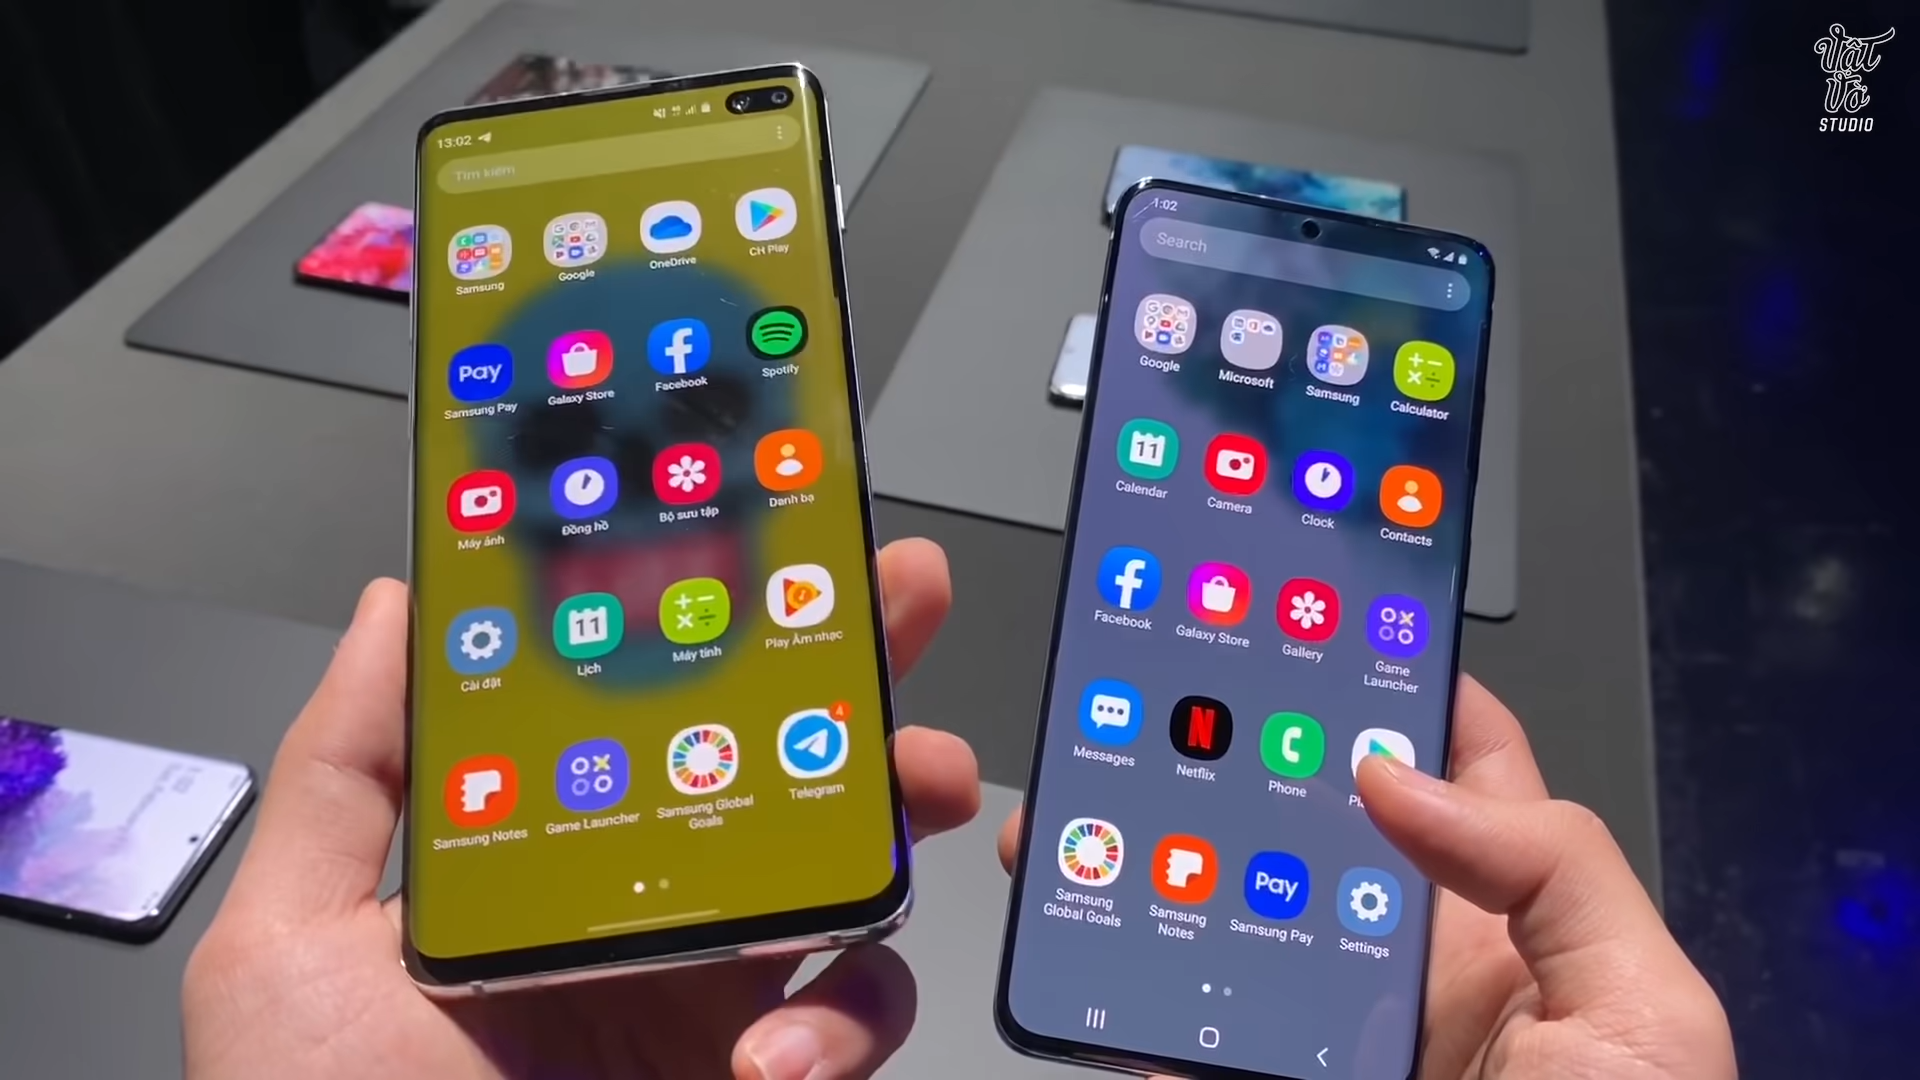 Vật
Vờ
STUDIO
13:02
Tìm kiếm
Samsung
Google
OneDrive
CH Play
Pay
Samsung Pay
Galaxy Store
Facebook
Spotify
Máy ảnh
Đồng hồ
Bộ sưu tập
Danh bạ
Cài đặt
11
Lịch
Máy tính
Play Âm nhạc
Samsung Notes
Game Launcher
Samsung Global
Goals
4
Telegram
1:02
Search
Google
Microsoft
Samsung
Calculator
11
Calendar
Camera
Clock
Contacts
Facebook
Galaxy Store
Gallery
Game
Launcher
Messages
N
Netflix
Phone
Samsung
Global Goals
Samsung
Notes
Pay
Samsung Pay
Settings